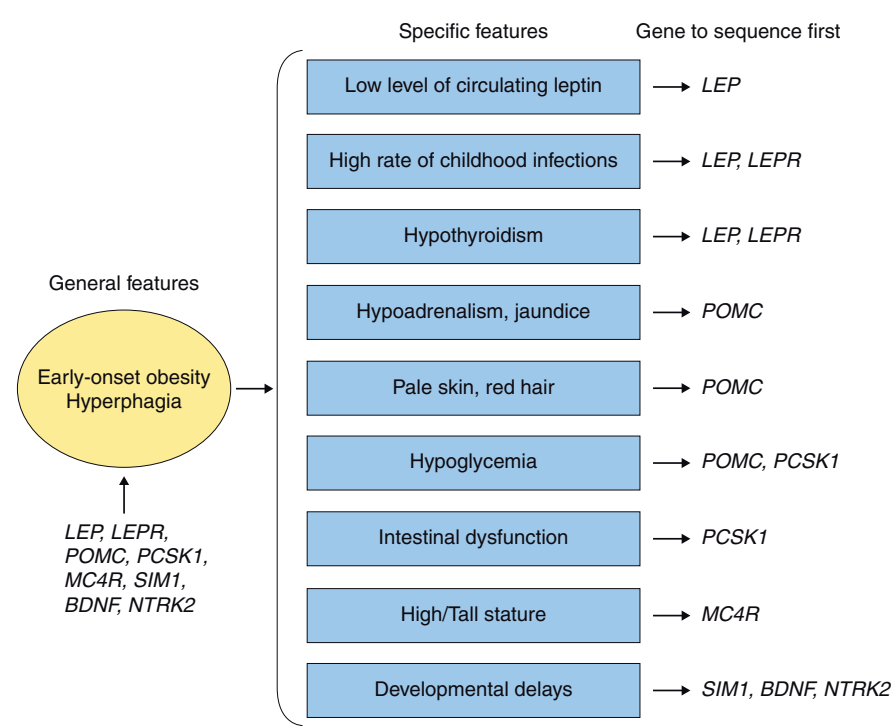 Specific features
Gene to sequence first
Low level of circulating leptin
LEP
High rate of childhood infections
LEP, LEPR
Hypothyroidism
LEP, LEPR
General features
Hypoadrenalism, jaundice
POMC
Early-onset obesity
Hyperphagia
Pale skin, red hair
POMC
Hypoglycemia
POMC, PCSK1
LEP, LEPR,
POMC, PCSK1,
MC4R, SIM1,
BDNF, NTRK2
Intestinal dysfunction
PCSK1
High/Tall stature
MC4R
Developmental delays
SIM1, BDNF, NTRK2